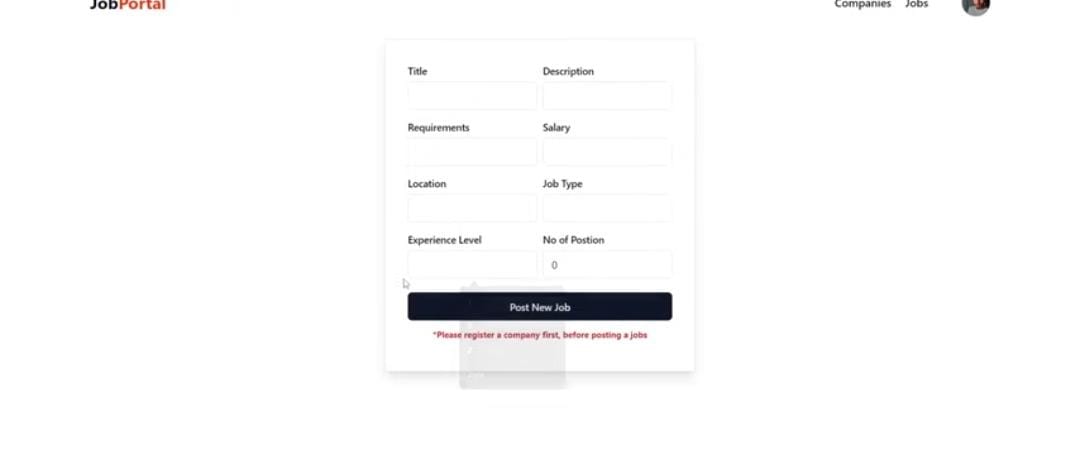 JobPortal
Companies Jobs
Title Description
Requirements Salary
Location Job Type
Experience Level No of Postion
0
Post New Job
*Please register a company first, before posting a jobs